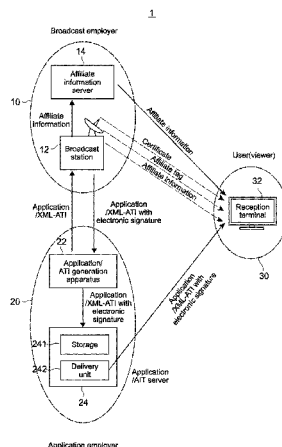 1
Broadcast employer
14
Affiliate
information
server
10
Affiliate
information
12
Broadcast
station
Affiliate information
Certificate
Affiliate flag
Affiliate information
User(viewer)
32
Reception
terminal
30
Application
/XML-AIT
Application
/XML-AIT with
electronic signature
22
Application/
ATI generation
apparatus
20
Application
/XML-AIT with
electronic
signature
Application
/XML-AIT with
electronic signature
241
Storage
242
Delivery
unit
24
Application
/AIT server
Application employer